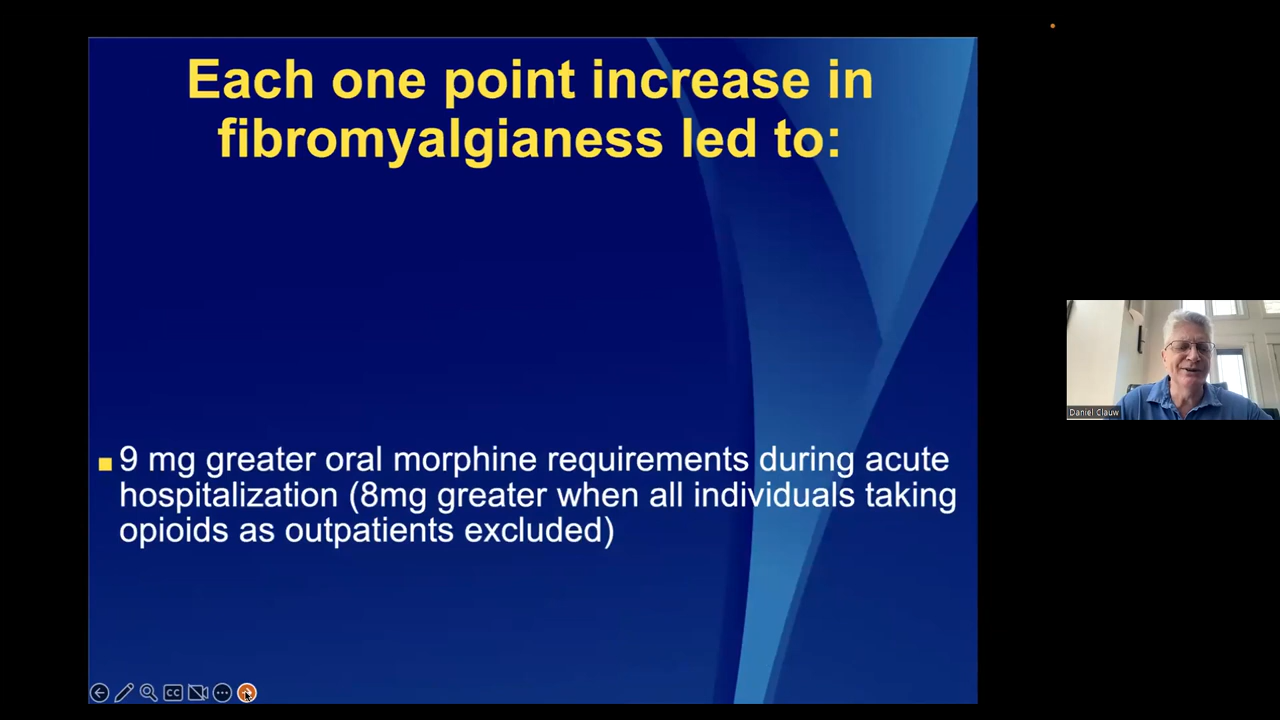 Each one point increase in
fibromyalgianess led to:
9 mg greater oral morphine requirements during acute
hospitalization (8mg greater when all individuals taking
opioids as outpatients excluded)
Daniel Clauw
CC